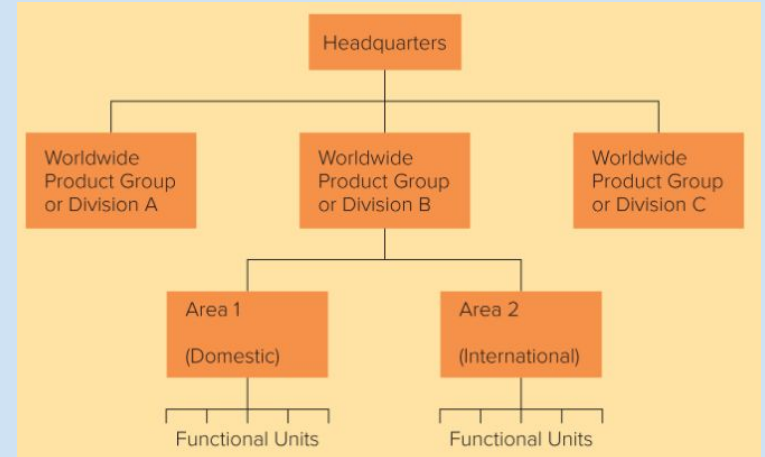 Headquarters
Worldwide
Product Group
or Division A
Worldwide
Product Group
or Division B
Worldwide
Product Group
or Division C
Area 1
(Domestic)
Area 2
(International)
Functional Units
Functional Units